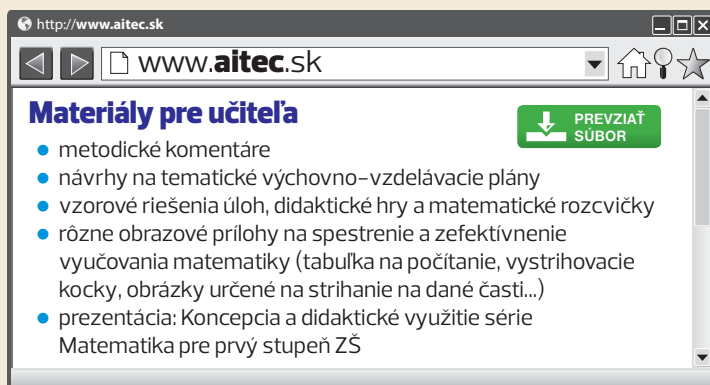 http://www.aitec.sk
www.aitec.sk
Materiály pre učiteľa
PREVZIAŤ
SÚBOR
• metodické komentáre
• návrhy na tematické výchovno-vzdelávacie plány
• vzorové riešenia úloh, didaktické hry a matematické rozcvičky
• rôzne obrazové prílohy na spestrenie a zefektívnenie
vyučovania matematiky (tabuľka na počítanie, vystrihovacie
kocky, obrázky určené na strihanie na dané časti...)
• prezentácia: Koncepcia a didaktické využitie série
Matematika pre prvý stupeň ZŠ